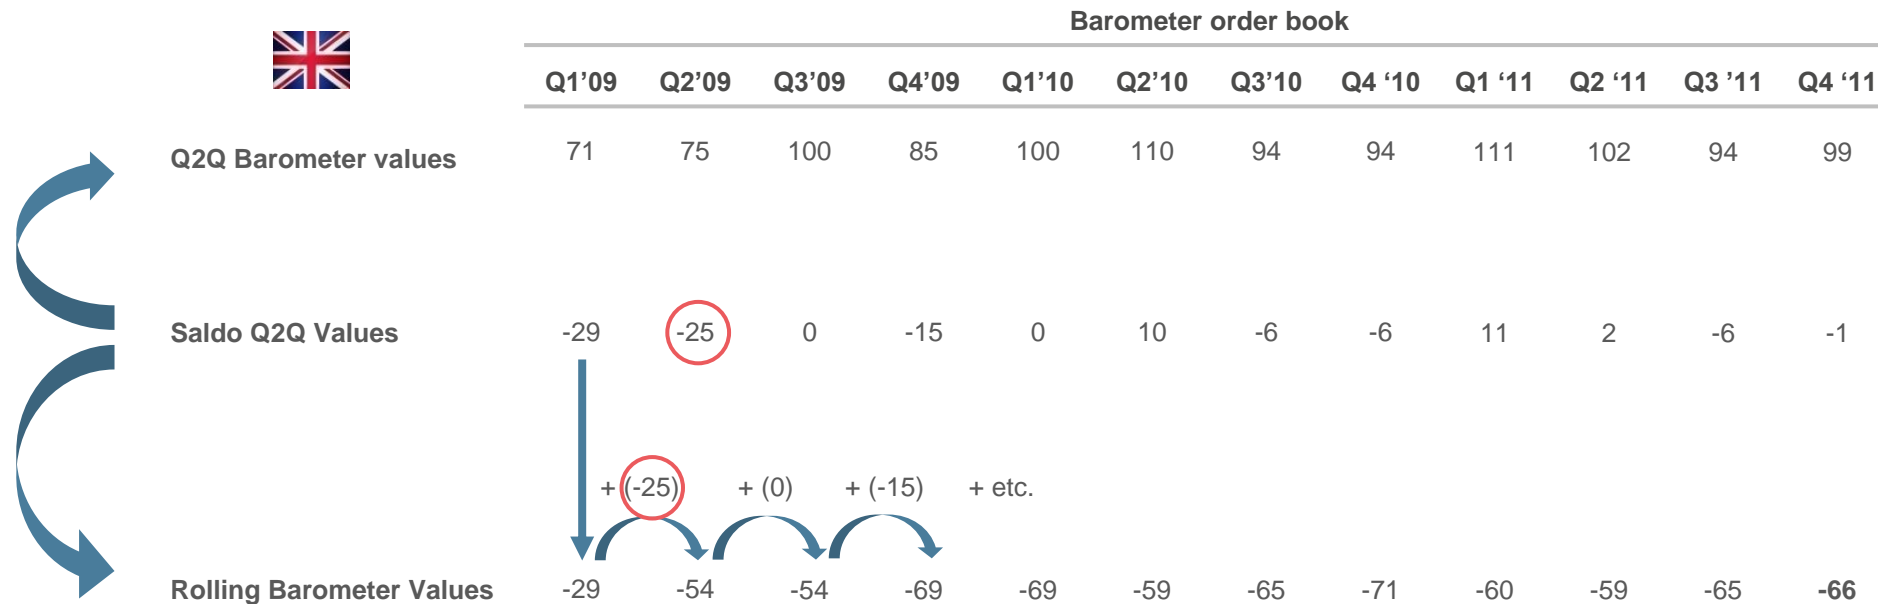 Barometer order book
Q1’09 Q2’09 Q3’09 Q4’09 Q1’10 Q2’10 Q3’10 Q4 ‘10 Q1 ‘11 Q2 ‘11 Q3 ’11 Q4 ‘11
Q2Q Barometer values 71 75 100 85 100 110 94 94 111 102 94 99
Saldo Q2Q Values -29 -25 0 -15 0 10 -6 -6 11 2 -6 -1
+ (-25) + (0) + (-15) + etc.
Rolling Barometer Values -29 -54 -54 -69 -69 -59 -65 -71 -60 -59 -65 -66